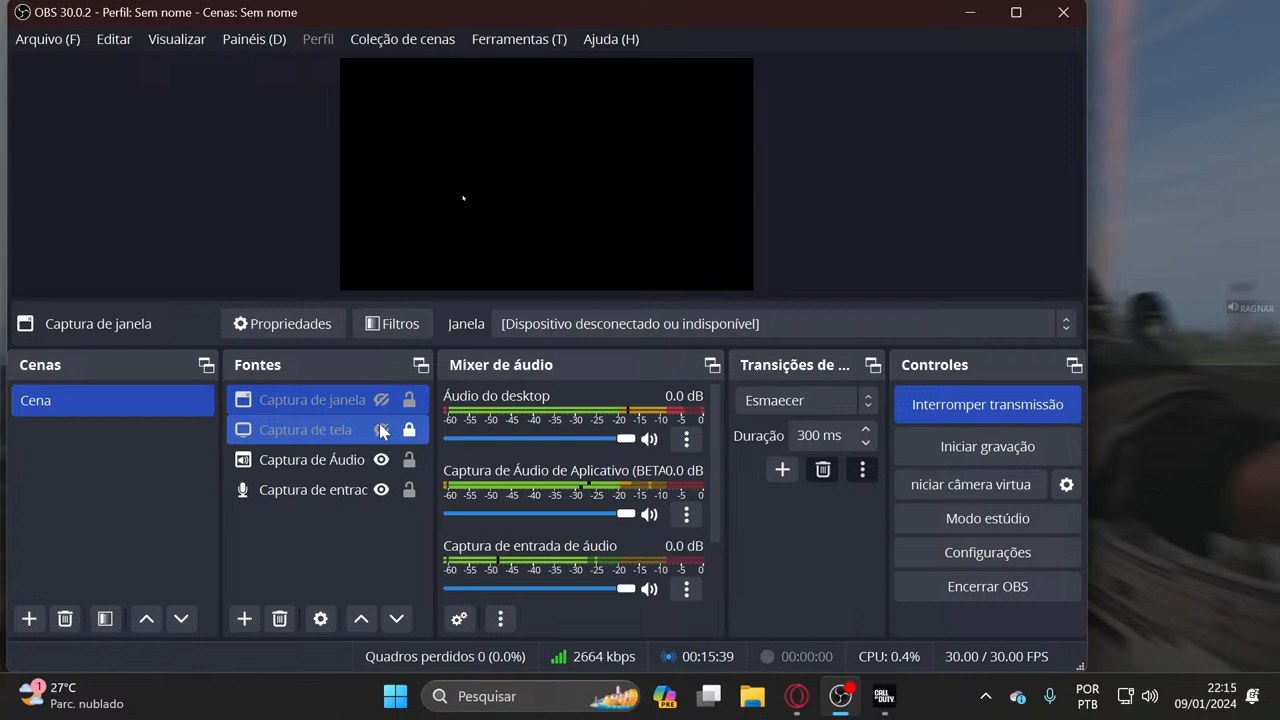 OBS 30.0.2 - Perfil: Sem nome - Cenas: Sem nome
Arquivo (F) Editar Visualizar Painéis (D) Perfil Coleção de cenas Ferramentas (T) Ajuda (H)
RAGNAR
Captura de janela Propriedades Filtros Janela [Dispositivo desconectado ou indisponível]
Cenas Fontes Mixer de áudio Transições de ... Controles
Cena
Captura de janela
Captura de tela
Captura de Áudio
Captura de entrac
Áudio do desktop 0.0 dB
-60 -55 -50 -45 -40 -35 -30 -25 -20 -15 -10 -5 0
Captura de Áudio de Aplicativo (BETA 0.0 dB
-60 -55 -50 -45 -40 -35 -30 -25 -20 -15 -10 -5 0
Captura de entrada de áudio 0.0 dB
-60 -55 -50 -45 -40 -35 -30 -25 -20 -15 -10 -5 0
Esmaecer
Duração 300 ms
Interromper transmissão
Iniciar gravação
niciar câmera virtua
Modo estúdio
Configurações
Encerrar OBS
Quadros perdidos 0 (0.0%) 2664 kbps 00:15:39 00:00:00 CPU: 0.4% 30.00 / 30.00 FPS
1 27°C
Parc. nublado
Pesquisar
PRE
CALL OF DUTY
POR
PTB
22:15
09/01/2024